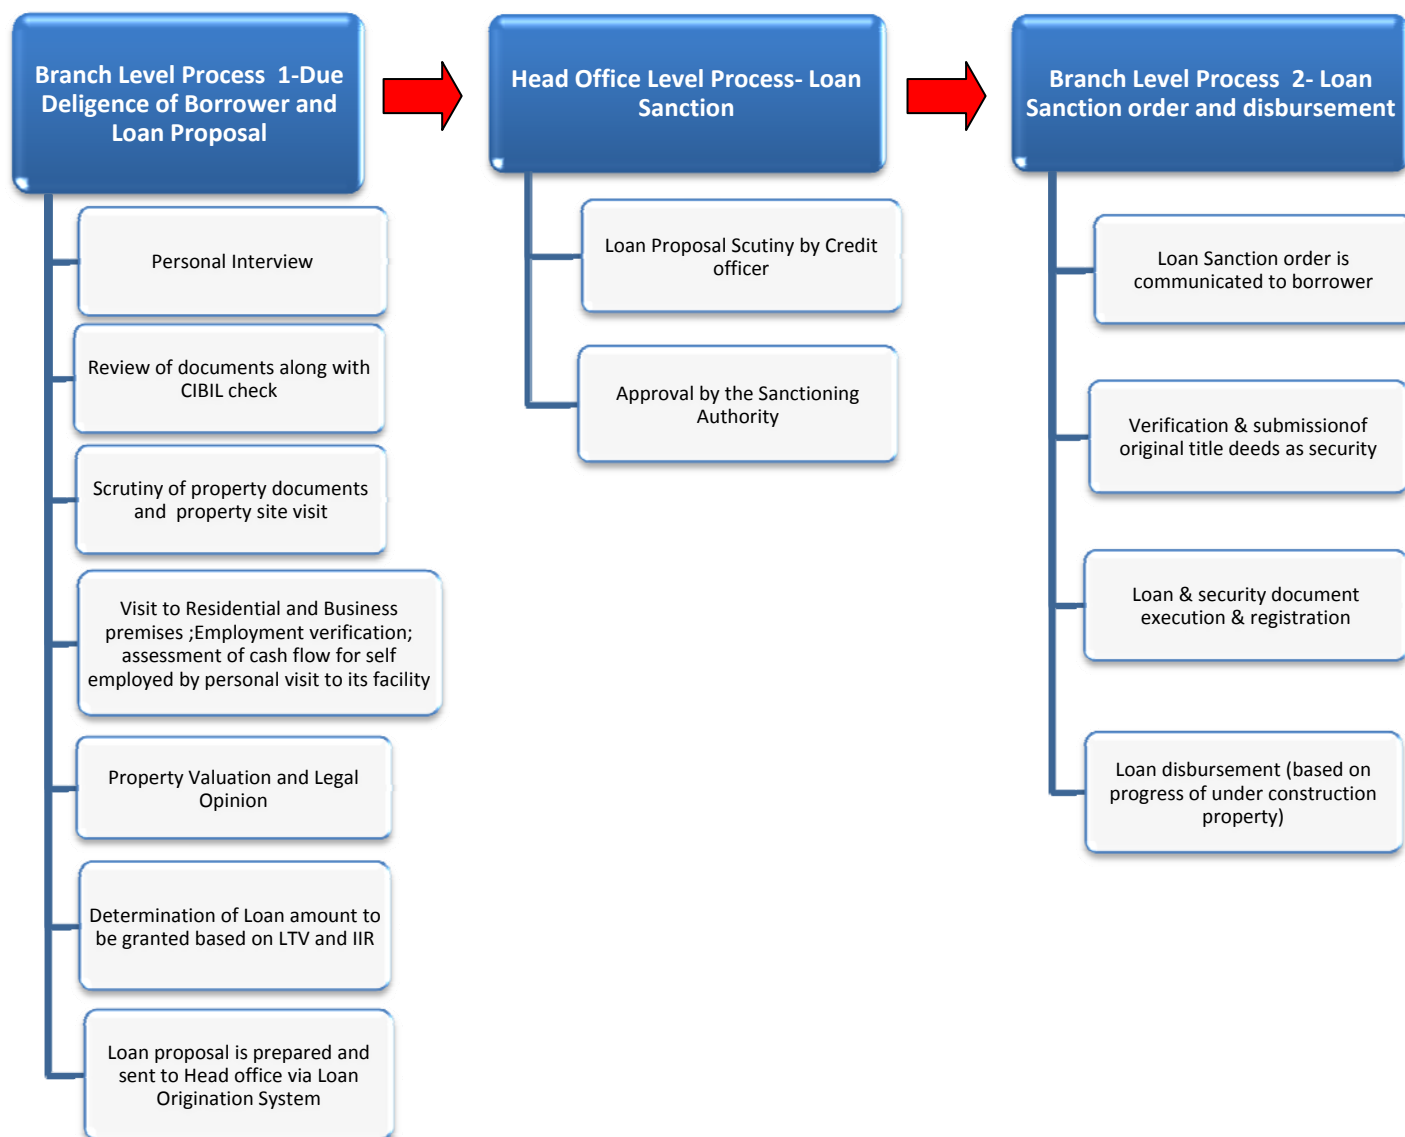 Branch Level Process 1-Due
Deligence of Borrower and
Loan Proposal
Personal Interview
Review of documents along with
CIBIL check
Scrutiny of property documents
and property site visit
Visit to Residential and Business
premises ;Employment verification;
assessment of cash flow for self
employed by personal visit to its facility
Property Valuation and Legal
Opinion
Determination of Loan amount to
be granted based on LTV and IIR
Loan proposal is prepared and
sent to Head office via Loan
Origination System
Head Office Level Process- Loan
Sanction
Loan Proposal Scutiny by Credit
officer
Approval by the Sanctioning
Authority
Branch Level Process 2- Loan
Sanction order and disbursement
Loan Sanction order is
communicated to borrower
Verification & submissionof
original title deeds as security
Loan & security document
execution & registration
Loan disbursement (based on
progress of under construction
property)